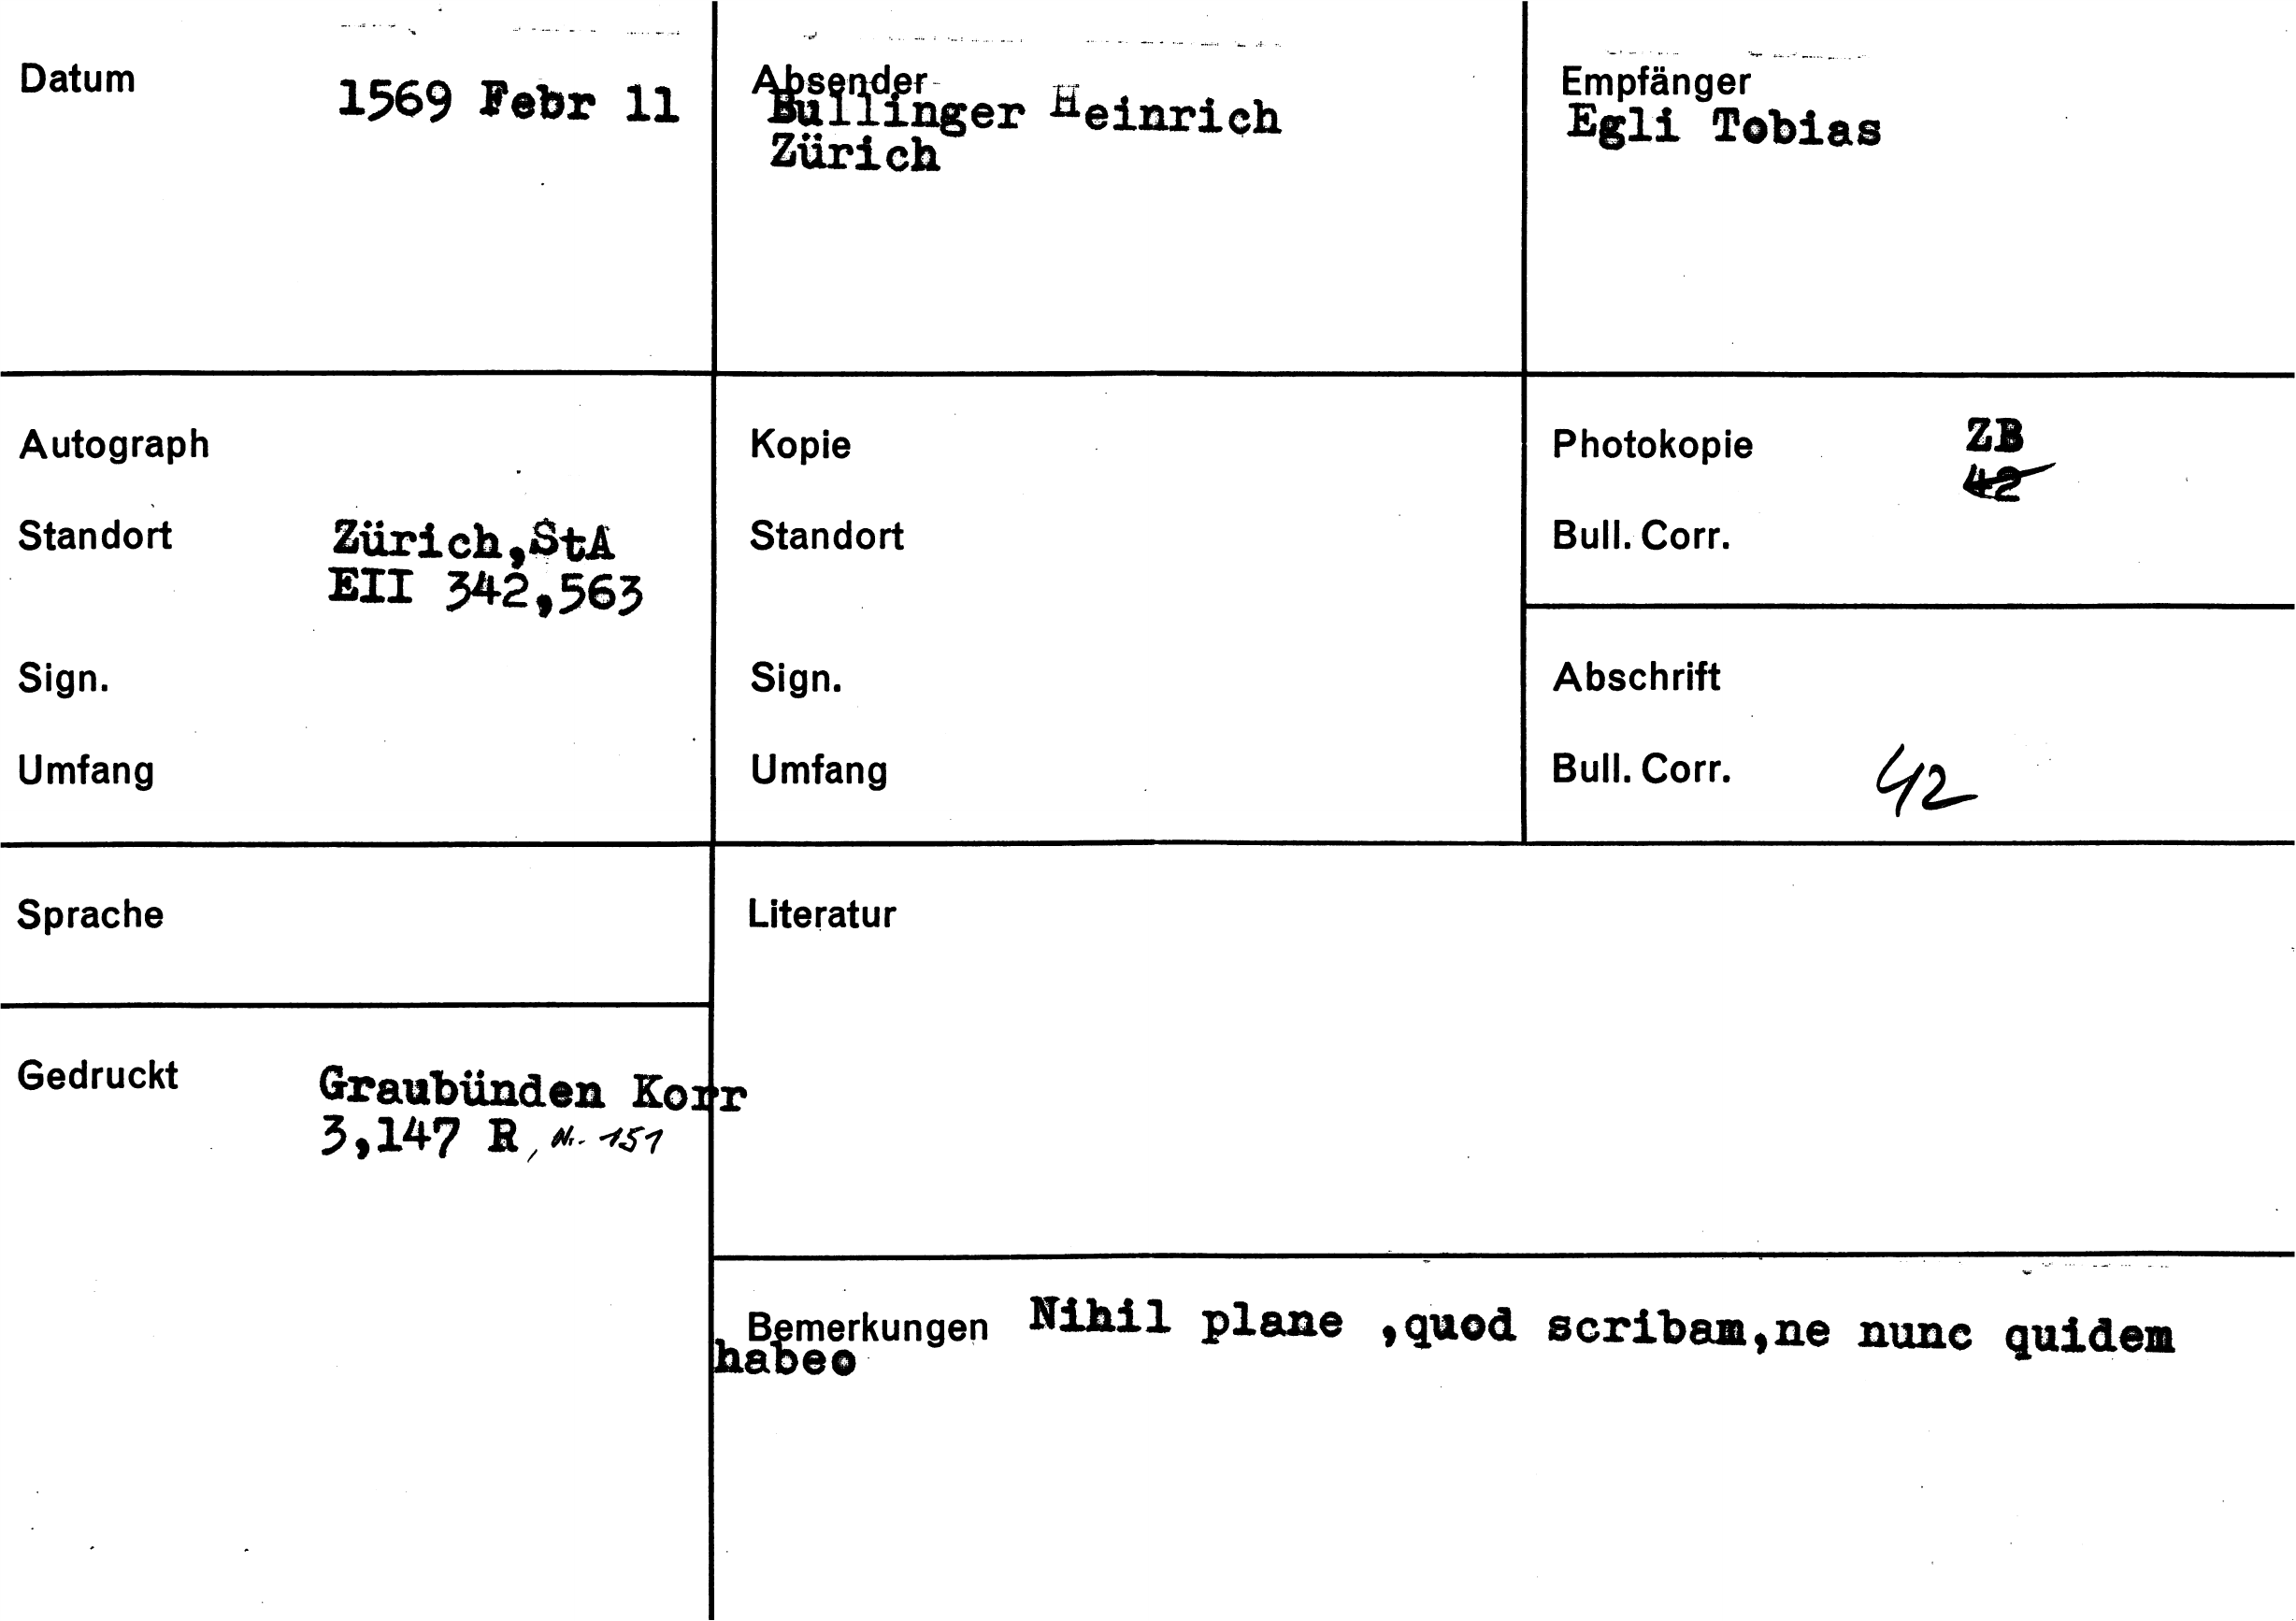 Datum 1569 Febr 11
Absender
Bullinger Heinrich
Zürich
Empfänger
Egli Tobias
Autograph
Standort Zürich,StA
EII 342,563
Sign.
Umfang
Kopie
Standort
Sign.
Umfang
Photokopie ZB
42
Bull. Corr.
Abschrift
Bull. Corr. 42
Sprache
Literatur
Gedruckt Graubünden Korr
3,147 R, Nr. 151
Bemerkungen Nihil plane ,quod scribam,ne nunc quidem
habeo